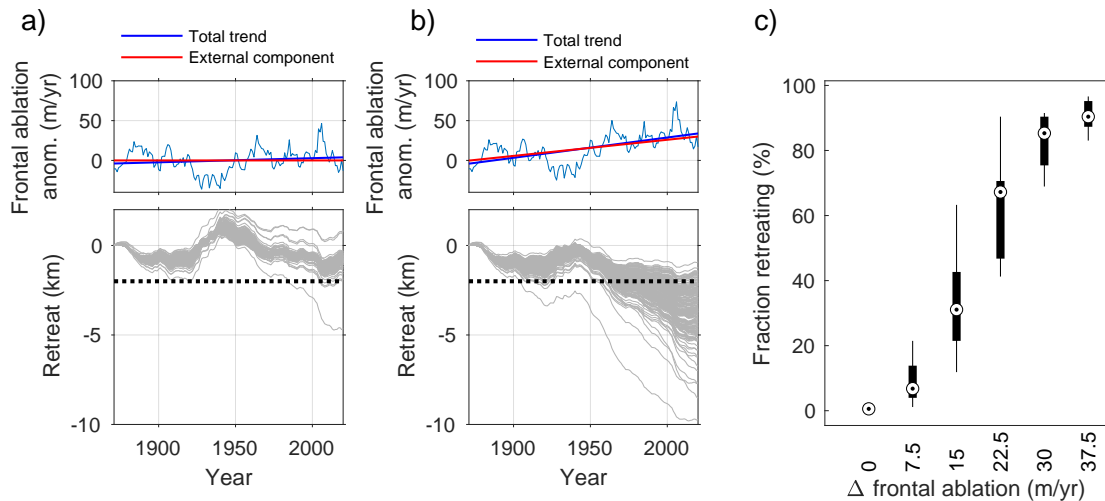 a)
Total trend
External component
Frontal ablation
anom. (m/yr)
100
50
0
Retreat (km)
0
-5
-10
1900
1950
2000
Year
b)
Total trend
External component
Frontal ablation
anom. (m/yr)
100
50
0
Retreat (km)
0
-5
-10
1900
1950
2000
Year
c)
Fraction retreating (%)
100
80
60
40
20
0
0
7.5
15
22.5
30
37.5
Δ frontal ablation (m/yr)